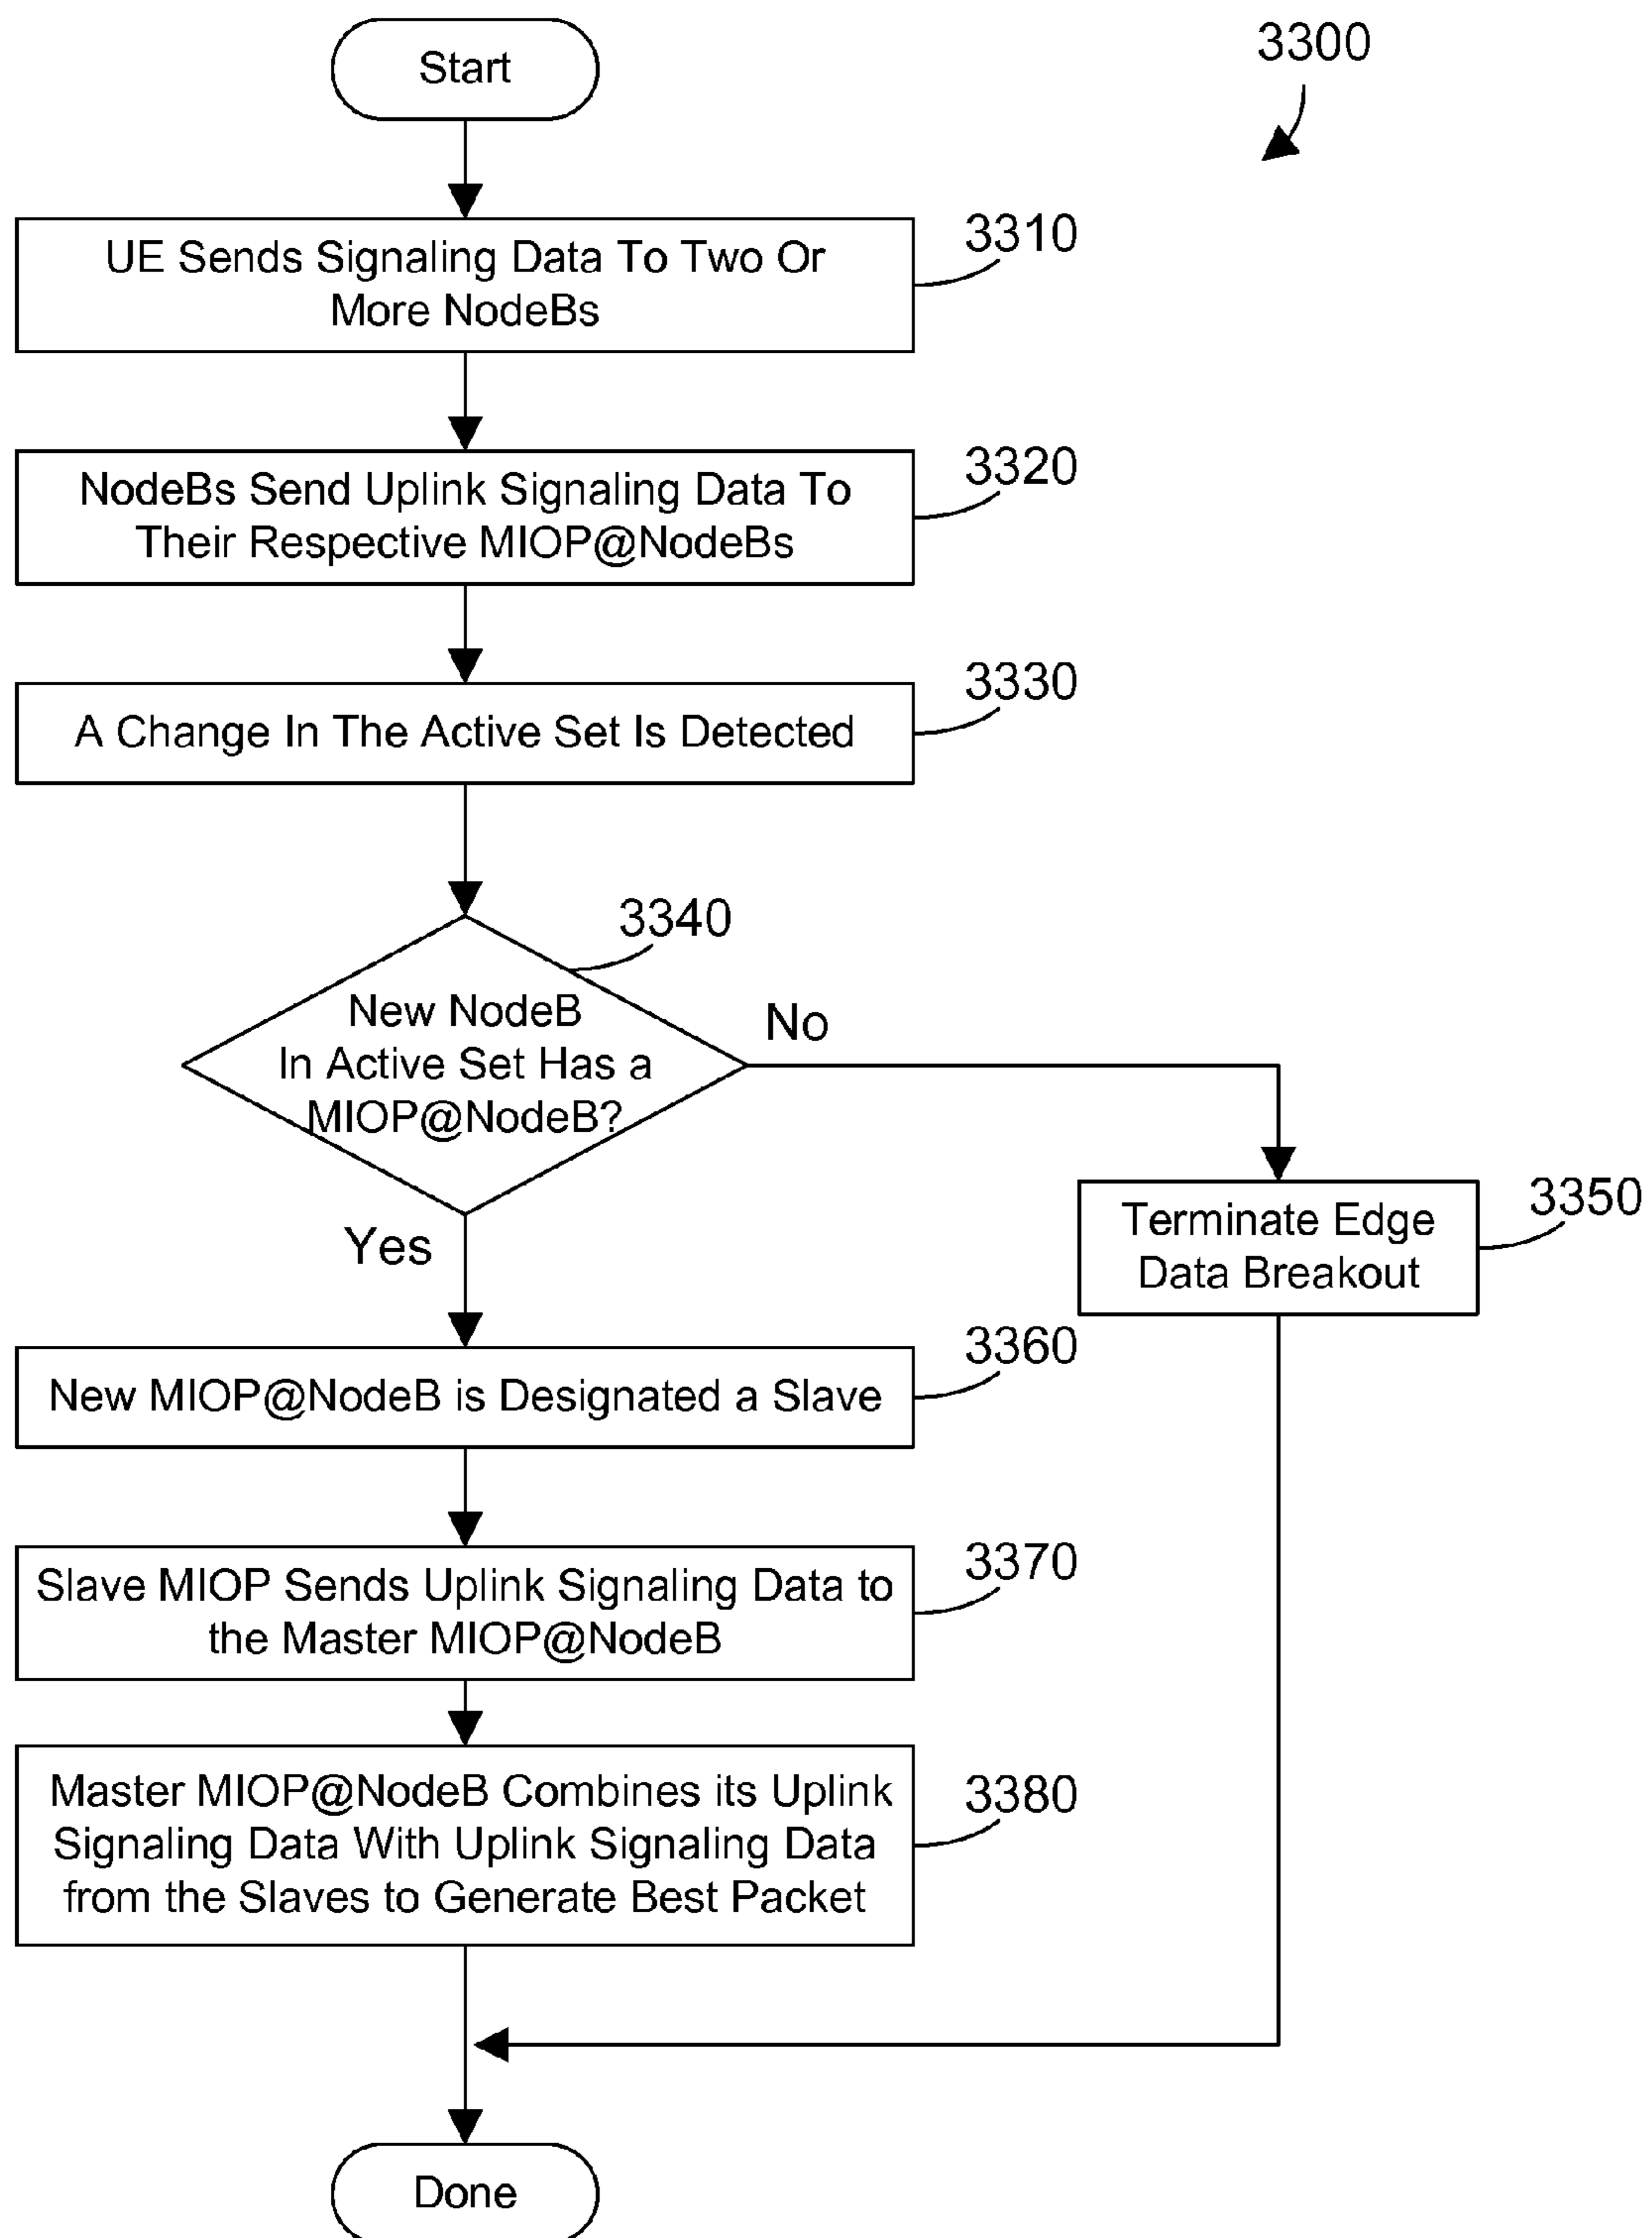 Start
3300
UE Sends Signaling Data To Two Or
More NodeBs
3310
NodeBs Send Uplink Signaling Data To
Their Respective MIOP@NodeBs
3320
A Change In The Active Set Is Detected
3330
3340
New NodeB
In Active Set Has a
MIOP@NodeB?
No
Yes
Terminate Edge
Data Breakout
3350
New MIOP@NodeB is Designated a Slave
3360
Slave MIOP Sends Uplink Signaling Data to
the Master MIOP@NodeB
3370
Master MIOP@NodeB Combines its Uplink
Signaling Data With Uplink Signaling Data
from the Slaves to Generate Best Packet
3380
Done